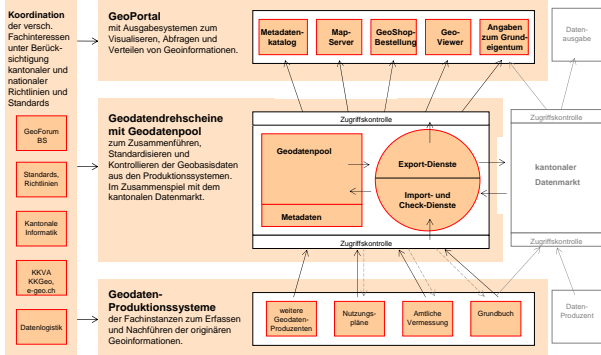 Koordination
der versch.
Fachinteressen
unter Berück-
sichtigung
kantonaler und
nationaler
Richtlinien und
Standards
GeoForum
BS
Standards,
Richtlinien
Kantonale
Informatik
KKVA
KKGeo,
e-geo.ch
Datenlogistik
GeoPortal
mit Ausgabesystemen zum
Visualiseren, Abfragen und
Verteilen von Geoinformationen.
Metadaten-
katalog
Map-
Server
GeoShop-
Bestellung
Geo-
Viewer
Angaben
zum Grund-
eigentum
Daten-
ausgabe
Geodatendrehscheine
mit Geodatenpool
zum Zusammenführen,
Standardisieren und
Kontrollieren der Geobasisdaten
aus den Produktionssystemen.
Im Zusammenspiel mit dem
kantonalen Datenmarkt.
Zugriffskontrolle
Geodatenpool
Metadaten
Export-Dienste
Import- und
Check-Dienste
Zugriffskontrolle
Zugriffskontrolle
kantonaler
Datenmarkt
Zugriffskontrolle
Geodaten-
Produktionssysteme
der Fachinstanzen zum Erfassen
und Nachführen der originären
Geoinformationen.
weitere
Geodaten-
Produzenten
Nutzungs-
pläne
Amtliche
Vermessung
Grundbuch
Daten-
Produzent